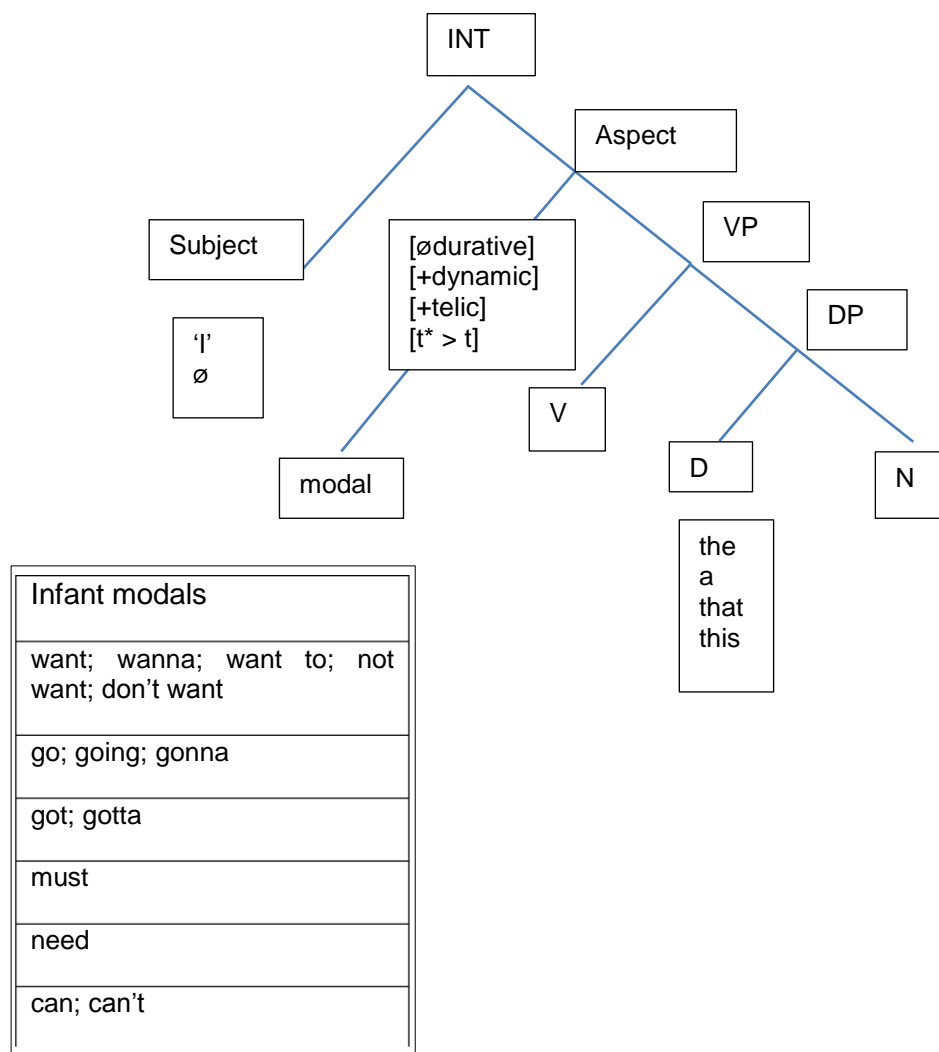 INT
Aspect
VP
Subject
[ødurative]
[+dynamic]
[+telic]
[t* > t]
DP
‘I’
ø
V
D
N
modal
the
a
that
this
Infant modals
want; wanna; want to; not
want; don’t want
go; going; gonna
got; gotta
must
need
can; can’t